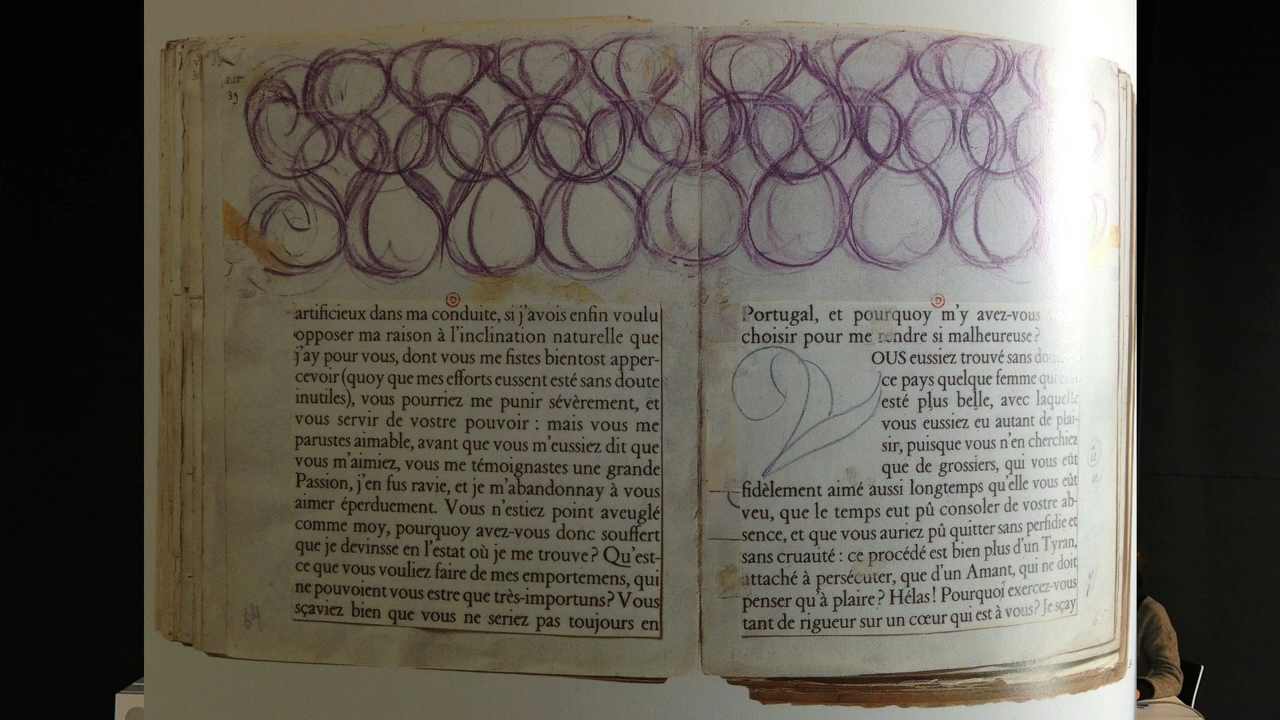 39
artificieux dans ma conduite, si j'avois enfin voulu
opposer ma raison à l'inclination naturelle que
j'ay pour vous, dont vous me fistes bientost apper-
cevoir (quoy que mes efforts eussent esté sans doute
inutiles), vous pourriez me punir sévèrement, et
vous servir de vostre pouvoir : mais vous me
parustes aimable, avant que vous m'eussiez dit que
vous m'aimiez, vous me témoignastes une grande
Passion, j'en fus ravie, et je m'abandonnay à vous
aimer éperduement. Vous n'estiez point aveuglé
comme moy, pourquoy avez-vous donc souffert
que je devinsse en l'estat où je me trouve? Qu'est-
ce que vous vouliez faire de mes emportemens, qui
ne pouvoient vous estre que très-importuns? Vous
sçaviez bien que vous ne seriez pas toujours en
64
Portugal, et pourquoy m'y avez-vous
choisir pour me rendre si malheureuse?
V
OUS eussiez trouvé sans
ce pays quelque femme
esté plus belle, avec laquelle
vous eussiez eu autant de plai-
sir, puisque vous n'en cherchiez
que de grossiers, qui vous eût
fidèlement aimé aussi longtemps qu'elle vous eût
veu, que le temps eut pû consoler de vostre ab-
sence, et que vous auriez pû quitter sans perfidie et
sans cruauté : ce procédé est bien plus d'un Tyran,
attaché à persécuter, que d'un Amant, qui ne doit
penser qu'à plaire? Hélas! Pourquoi exercez-vous
tant de rigueur sur un cœur qui est à vous? Je sçay